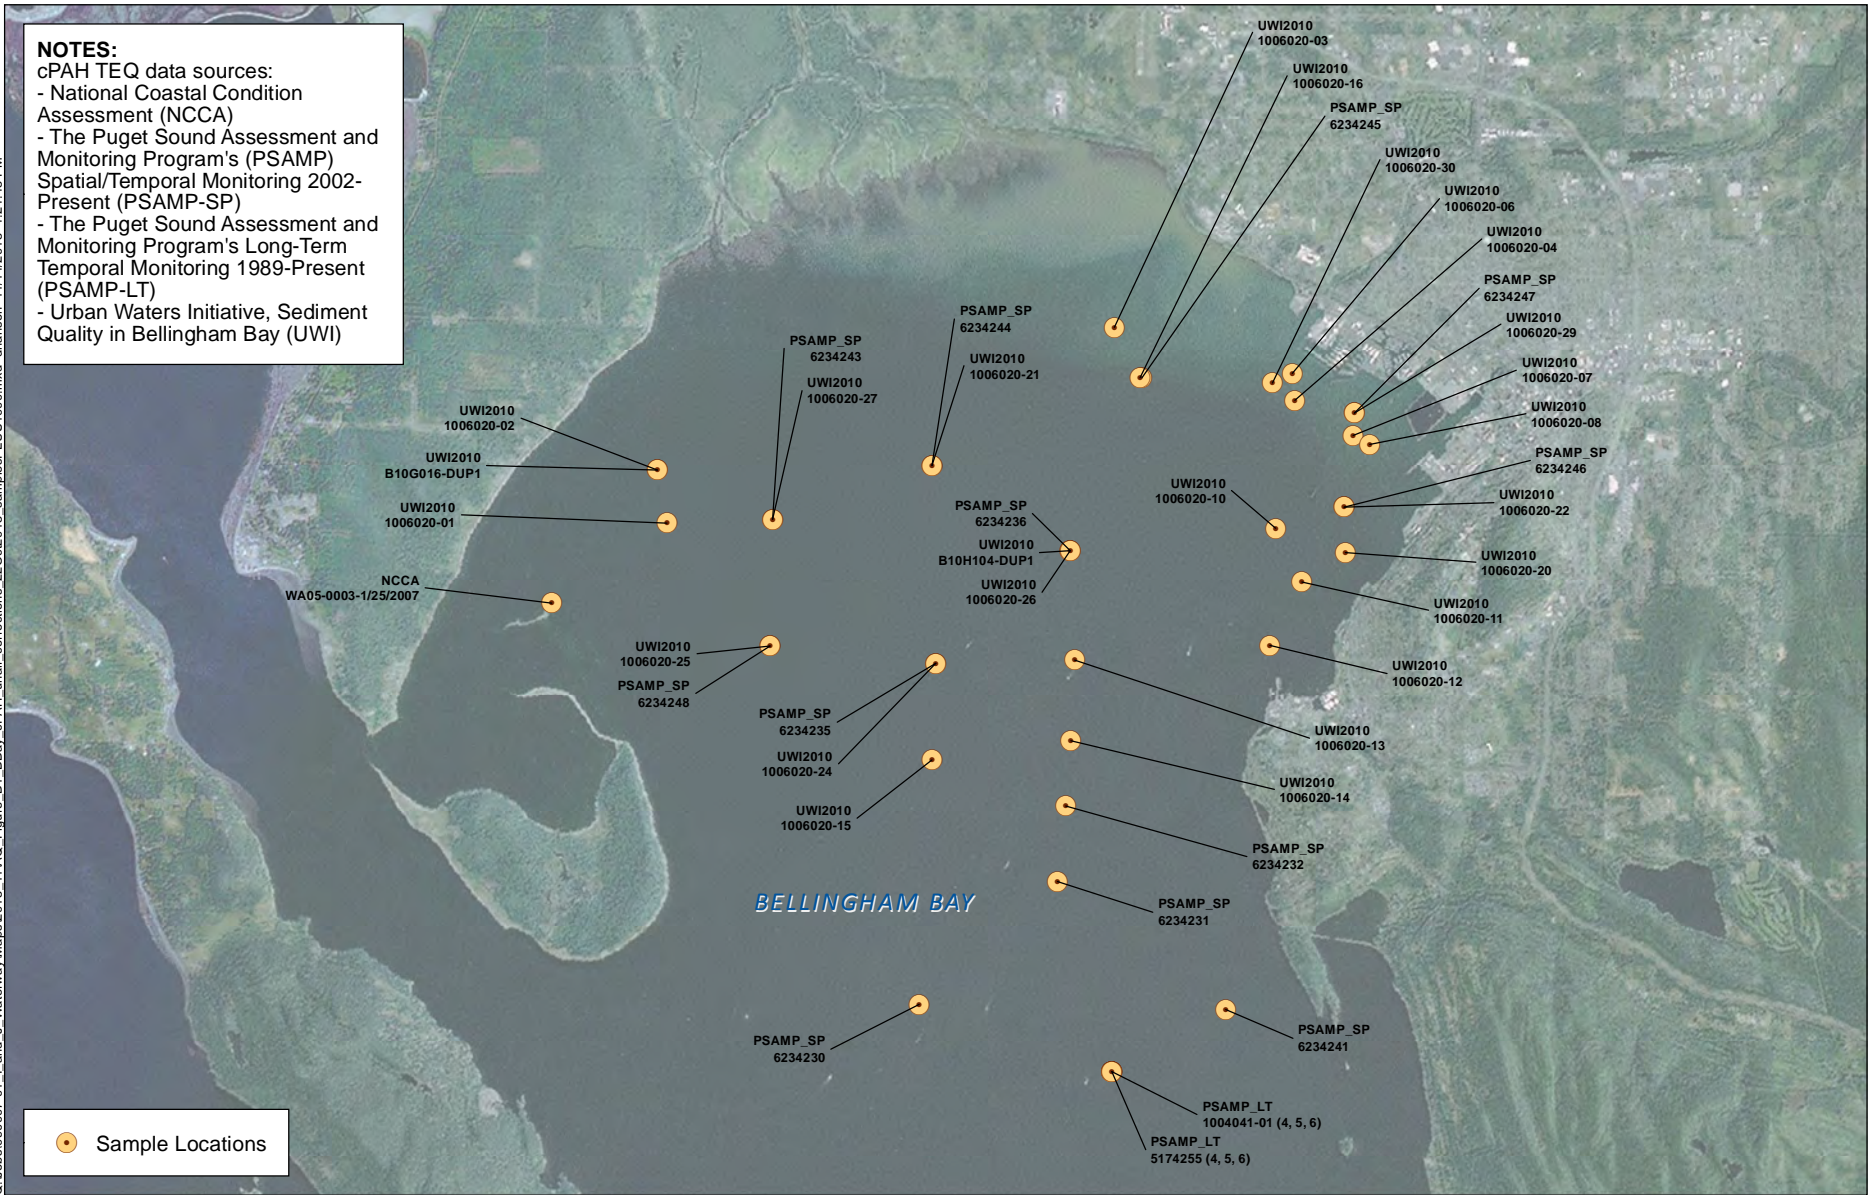 NOTES:
cPAH TEQ data sources:
- National Coastal Condition
Assessment (NCCA)
- The Puget Sound Assessment and
Monitoring Program's (PSAMP)
Spatial/Temporal Monitoring 2002-
Present (PSAMP-SP)
- The Puget Sound Assessment and
Monitoring Program's Long-Term
Temporal Monitoring 1989-Present
(PSAMP-LT)
- Urban Waters Initiative, Sediment
Quality in Bellingham Bay (UWI)
UWI2010
1006020-03
UWI2010
1006020-16
PSAMP_SP
6234245
UWI2010
1006020-30
UWI2010
1006020-06
UWI2010
1006020-04
PSAMP_SP
6234247
UWI2010
1006020-29
UWI2010
1006020-07
UWI2010
1006020-08
PSAMP_SP
6234246
UWI2010
1006020-22
UWI2010
1006020-20
UWI2010
1006020-11
UWI2010
1006020-12
UWI2010
1006020-13
UWI2010
1006020-14
PSAMP_SP
6234232
PSAMP_SP
6234231
PSAMP_SP
6234241
PSAMP_LT
1004041-01 (4, 5, 6)
PSAMP_LT
5174255 (4, 5, 6)
PSAMP_SP
6234244
UWI2010
1006020-21
PSAMP_SP
6234243
UWI2010
1006020-27
UWI2010
1006020-02
UWI2010
B10G016-DUP1
UWI2010
1006020-01
NCCA
WA05-0003-1/25/2007
UWI2010
1006020-10
PSAMP_SP
6234236
UWI2010
B10H104-DUP1
UWI2010
1006020-26
UWI2010
1006020-25
PSAMP_SP
6234248
PSAMP_SP
6234235
UWI2010
1006020-24
UWI2010
1006020-15
BELLINGHAM BAY
PSAMP_SP
6234230
Sample Locations